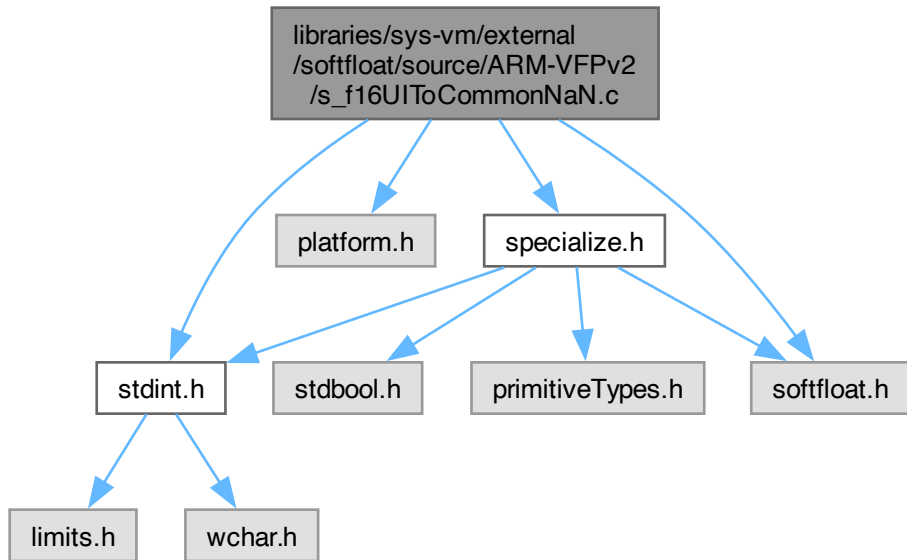 libraries/sys-vm/external
/softfloat/source/ARM-VFPv2
/s_f16UIToCommonNaN.c
platform.h
specialize.h
stdint.h
stdbool.h
primitiveTypes.h
softfloat.h
limits.h
wchar.h